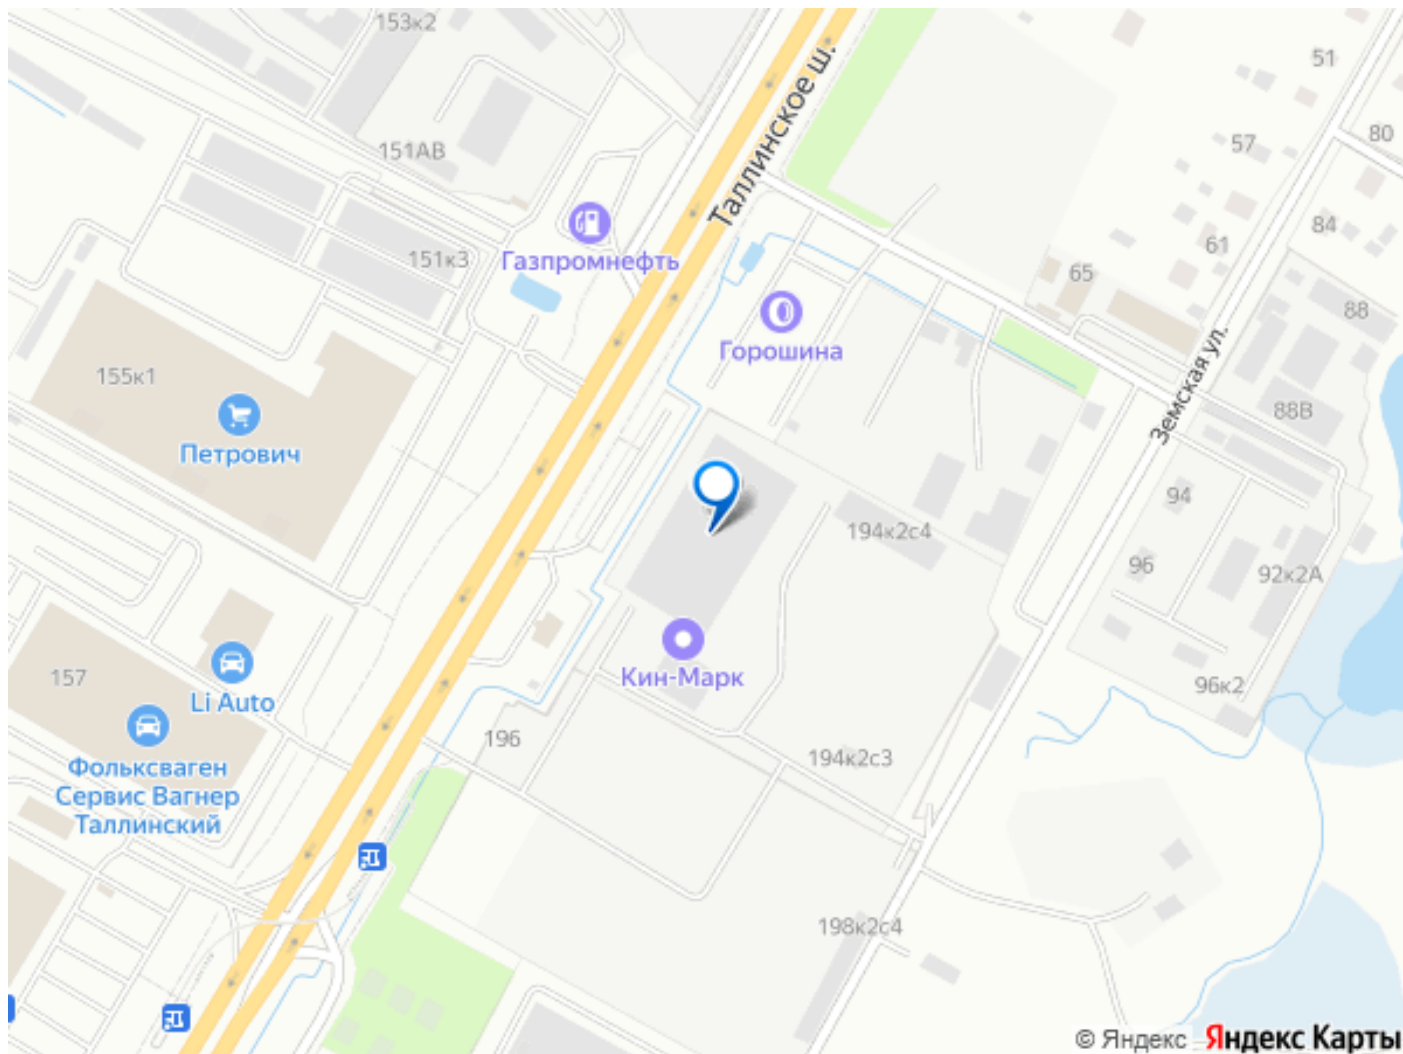 153к2
51
Таллинское ш.
57
80
151АВ
84
61
151к3
Газпромнефть
65
88
Горошина
155к1
Земская ул.
88В
Петрович
94
194к2с4
96
92к2А
157
Кин-Марк
96к2
Li Auto
196
194к2с3
Фольксваген
Сервис Вагнер
Таллинский
198к2с4
© Яндекс Яндекс Карты